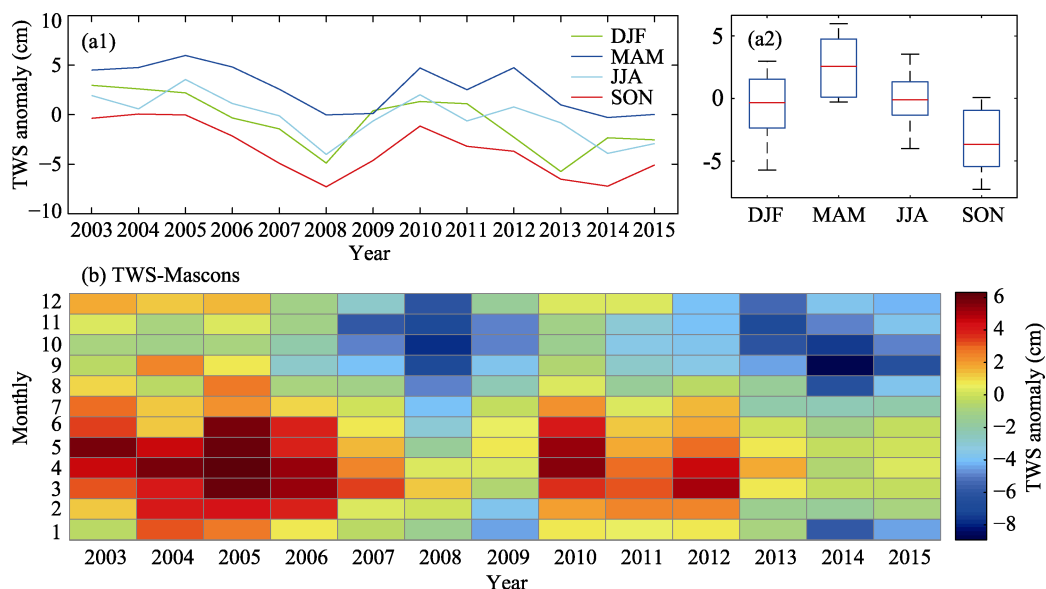 TWS anomaly (cm)
10
5
0
−5
−10
(a1)
DJF
MAM
JJA
SON
2003 2004 2005 2006 2007 2008 2009 2010 2011 2012 2013 2014 2015
Year
(a2)
5
0
-5
DJF MAM JJA SON
(b) TWS-Mascons
Monthly
12
11
10
9
8
7
6
5
4
3
2
1
2003 2004 2005 2006 2007 2008 2009 2010 2011 2012 2013 2014 2015
Year
6
4
2
0
−2
−4
−6
−8
TWS anomaly (cm)